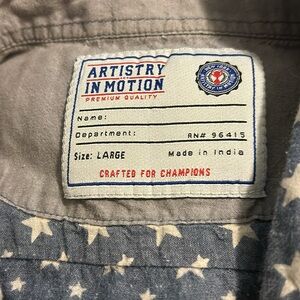 ARTISTRY
IN MOTION
PREMIUM QUALITY
Name:
Department: RN# 96415
Size: LARGE Made in India
CRAFTED FOR CHAMPIONS